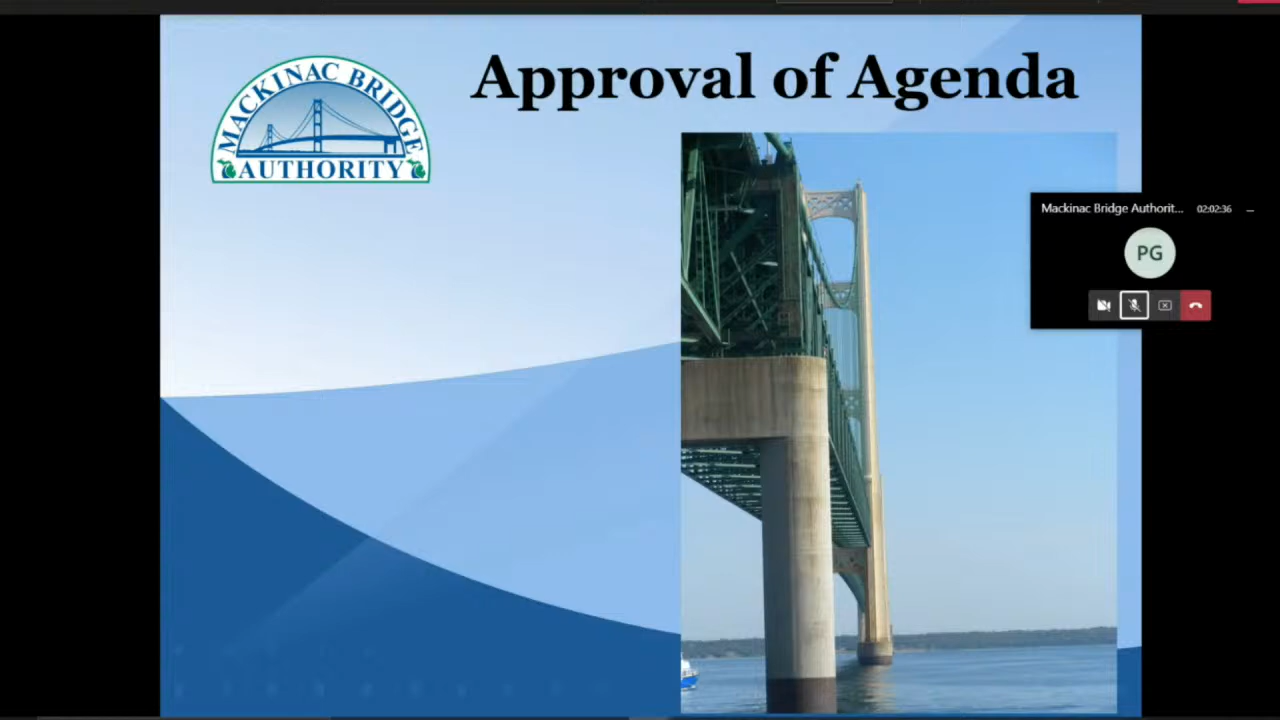 Approval of Agenda
MACKINAC BRIDGE
AUTHORITY
Mackinac Bridge Authorit... 02:02:36
PG